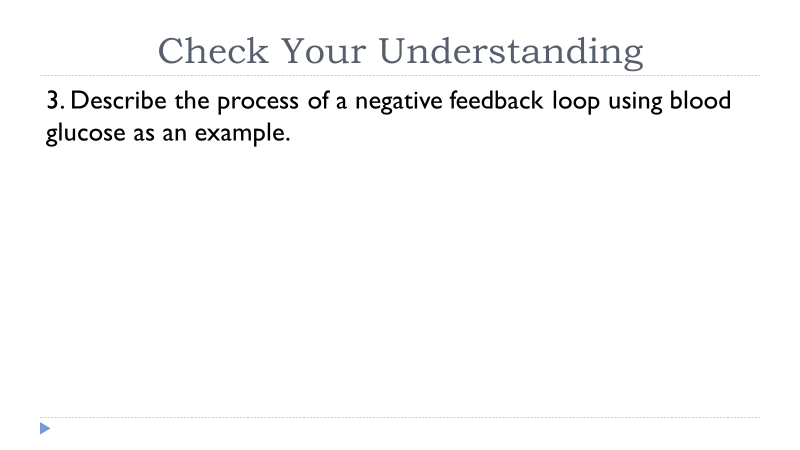 Check Your Understanding
3. Describe the process of a negative feedback loop using blood
glucose as an example.